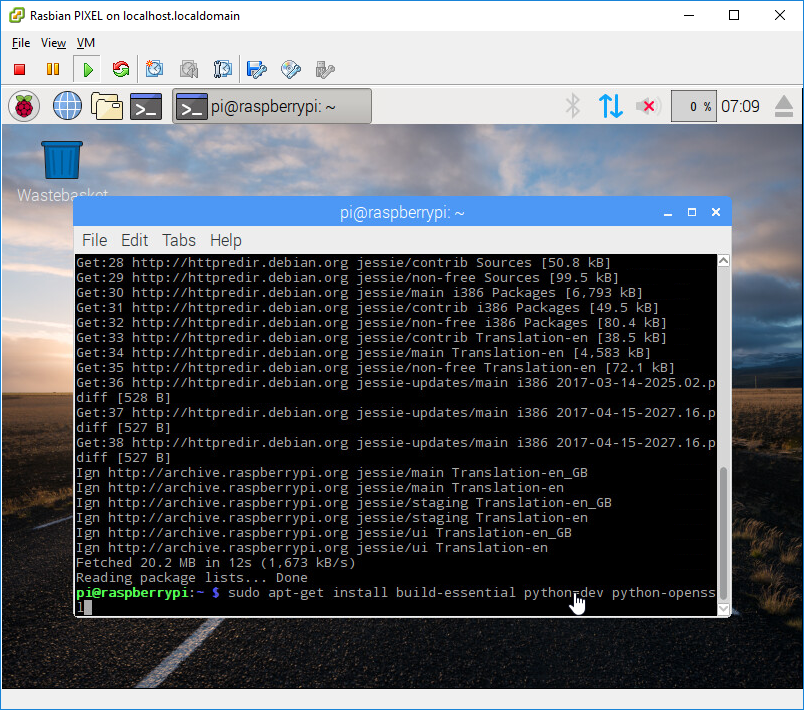 Rasbian PIXEL on localhost.localdomain
File View VM
pi@raspberrypi: ~
0 %
07:09
Wastebasket
pi@raspberrypi: ~
File Edit Tabs Help
Get:28 http://httpredir.debian.org jessie/contrib Sources [50.8 kB]
Get:29 http://httpredir.debian.org jessie/non-free Sources [99.5 kB]
Get:30 http://httpredir.debian.org jessie/main i386 Packages [6,793 kB]
Get:31 http://httpredir.debian.org jessie/contrib i386 Packages [49.5 kB]
Get:32 http://httpredir.debian.org jessie/non-free i386 Packages [80.4 kB]
Get:33 http://httpredir.debian.org jessie/contrib Translation-en [38.5 kB]
Get:34 http://httpredir.debian.org jessie/main Translation-en [4,583 kB]
Get:35 http://httpredir.debian.org jessie/non-free Translation-en [72.1 kB]
Get:36 http://httpredir.debian.org jessie-updates/main i386 2017-03-14-2025.02.p
diff [528 B]
Get:37 http://httpredir.debian.org jessie-updates/main i386 2017-04-15-2027.16.p
diff [527 B]
Get:38 http://httpredir.debian.org jessie-updates/main i386 2017-04-15-2027.16.p
diff [527 B]
Ign http://archive.raspberrypi.org jessie/main Translation-en_GB
Ign http://archive.raspberrypi.org jessie/main Translation-en
Ign http://archive.raspberrypi.org jessie/staging Translation-en_GB
Ign http://archive.raspberrypi.org jessie/staging Translation-en
Ign http://archive.raspberrypi.org jessie/ui Translation-en_GB
Ign http://archive.raspberrypi.org jessie/ui Translation-en
Fetched 20.2 MB in 12s (1,673 kB/s)
Reading package lists... Done
pi@raspberrypi:~ $ sudo apt-get install build-essential python-dev python-openss
l